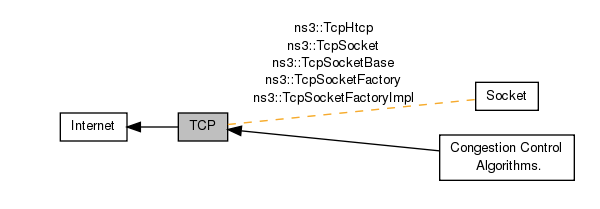 ns3::TcpHtcp
ns3::TcpSocket
ns3::TcpSocketBase
ns3::TcpSocketFactory
ns3::TcpSocketFactoryImpl
Socket
Internet
TCP
Congestion Control
Algorithms.